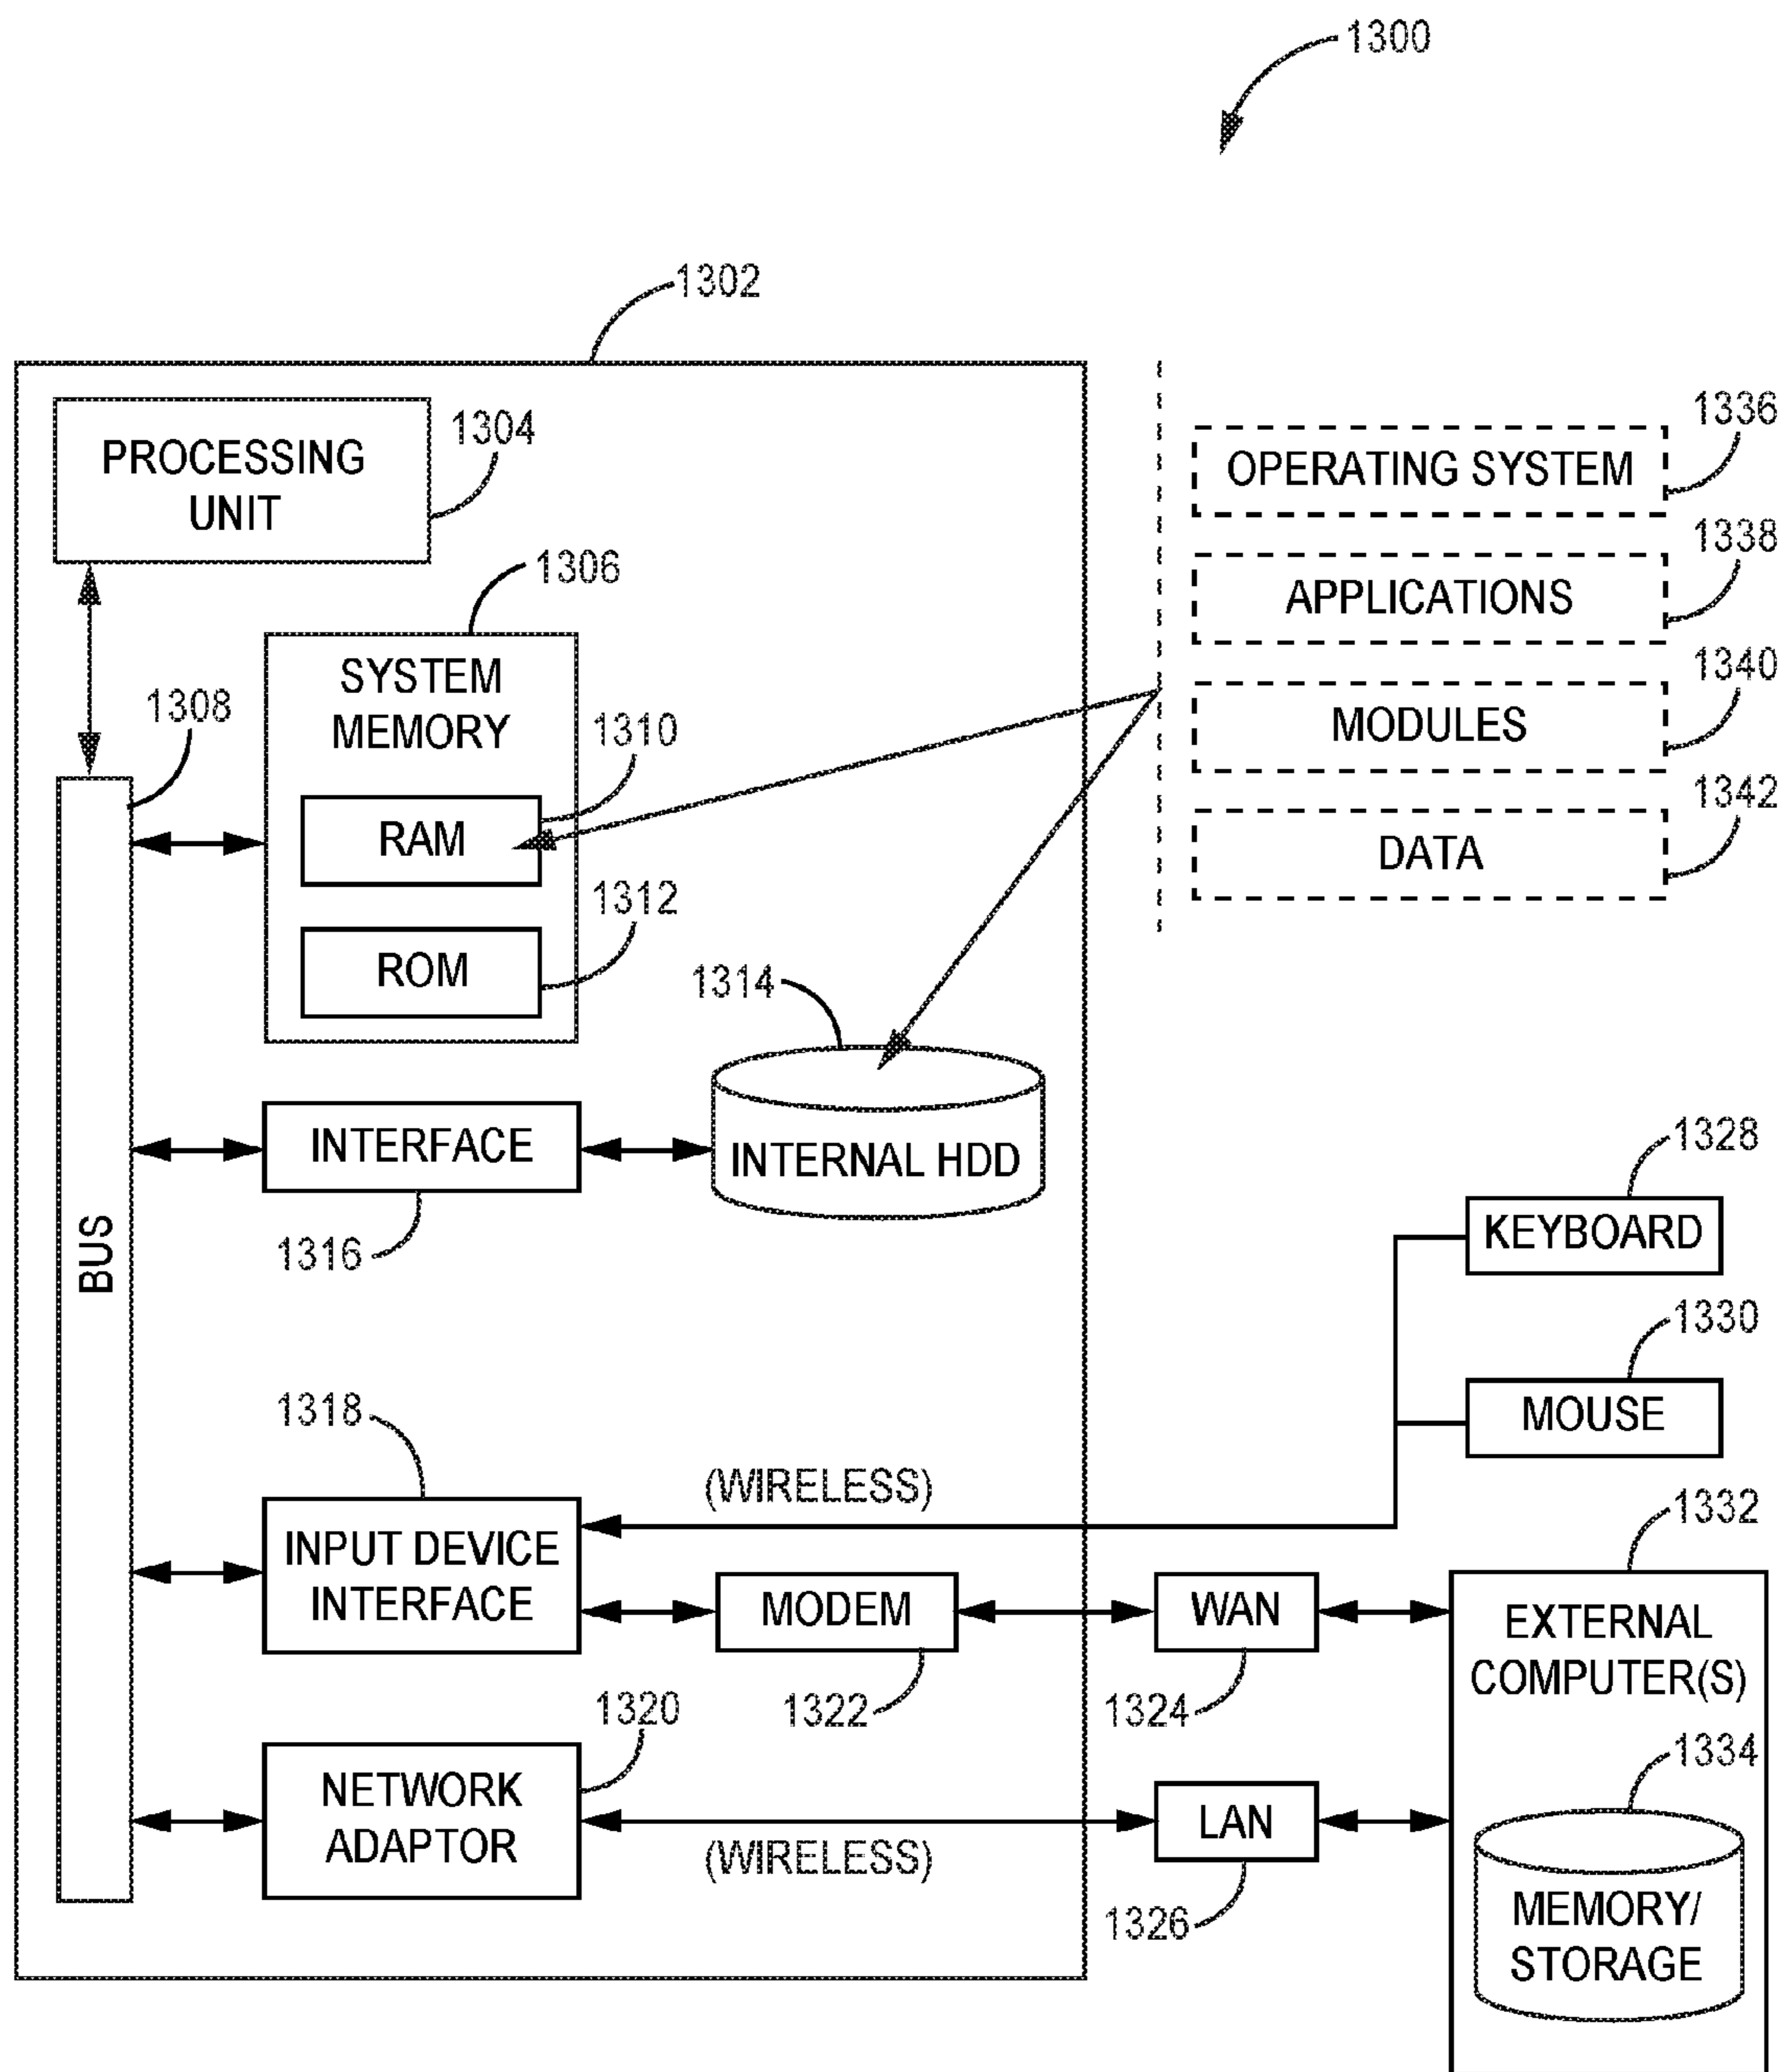 1300
1302
PROCESSING
UNIT
1304
1306
SYSTEM
MEMORY
1308
1310
RAM
1312
ROM
1314
INTERNAL HDD
INTERFACE
1316
BUS
1318
INPUT DEVICE
INTERFACE
(WIRELESS)
MODEM
1322
1320
NETWORK
ADAPTOR
(WIRELESS)
OPERATING SYSTEM
1336
APPLICATIONS
1338
MODULES
1340
DATA
1342
1328
KEYBOARD
1330
MOUSE
WAN
1324
LAN
1326
1332
EXTERNAL
COMPUTER(S)
1334
MEMORY/
STORAGE